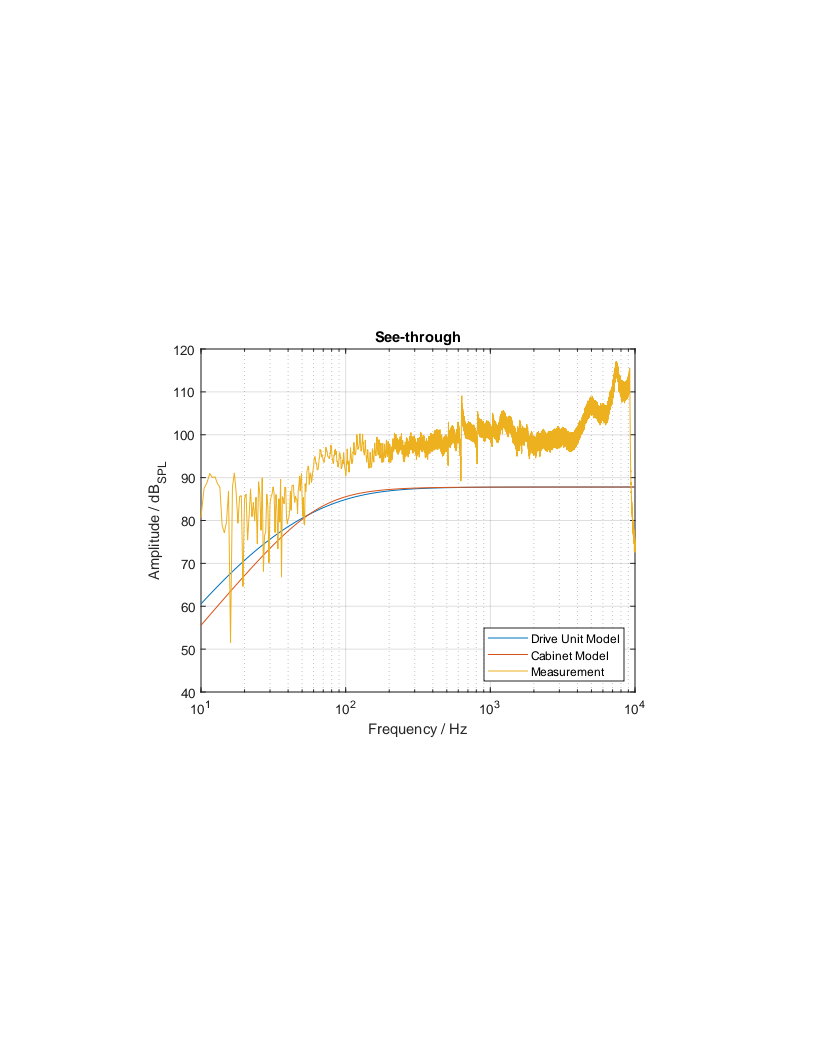 See-through
120
110
100
90
80
70
60
50
40
Amplitude / dB_SPL
10^1
10^2
10^3
10^4
Frequency / Hz
Drive Unit Model
Cabinet Model
Measurement